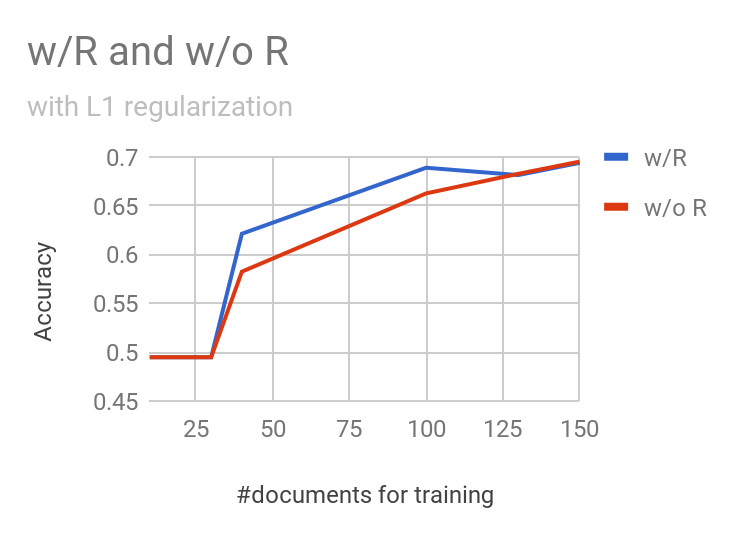 w/R and w/o R
with L1 regularization
0.7
0.65
0.6
0.55
0.5
0.45
Accuracy
25 50 75 100 125 150
#documents for training
w/R
w/o R